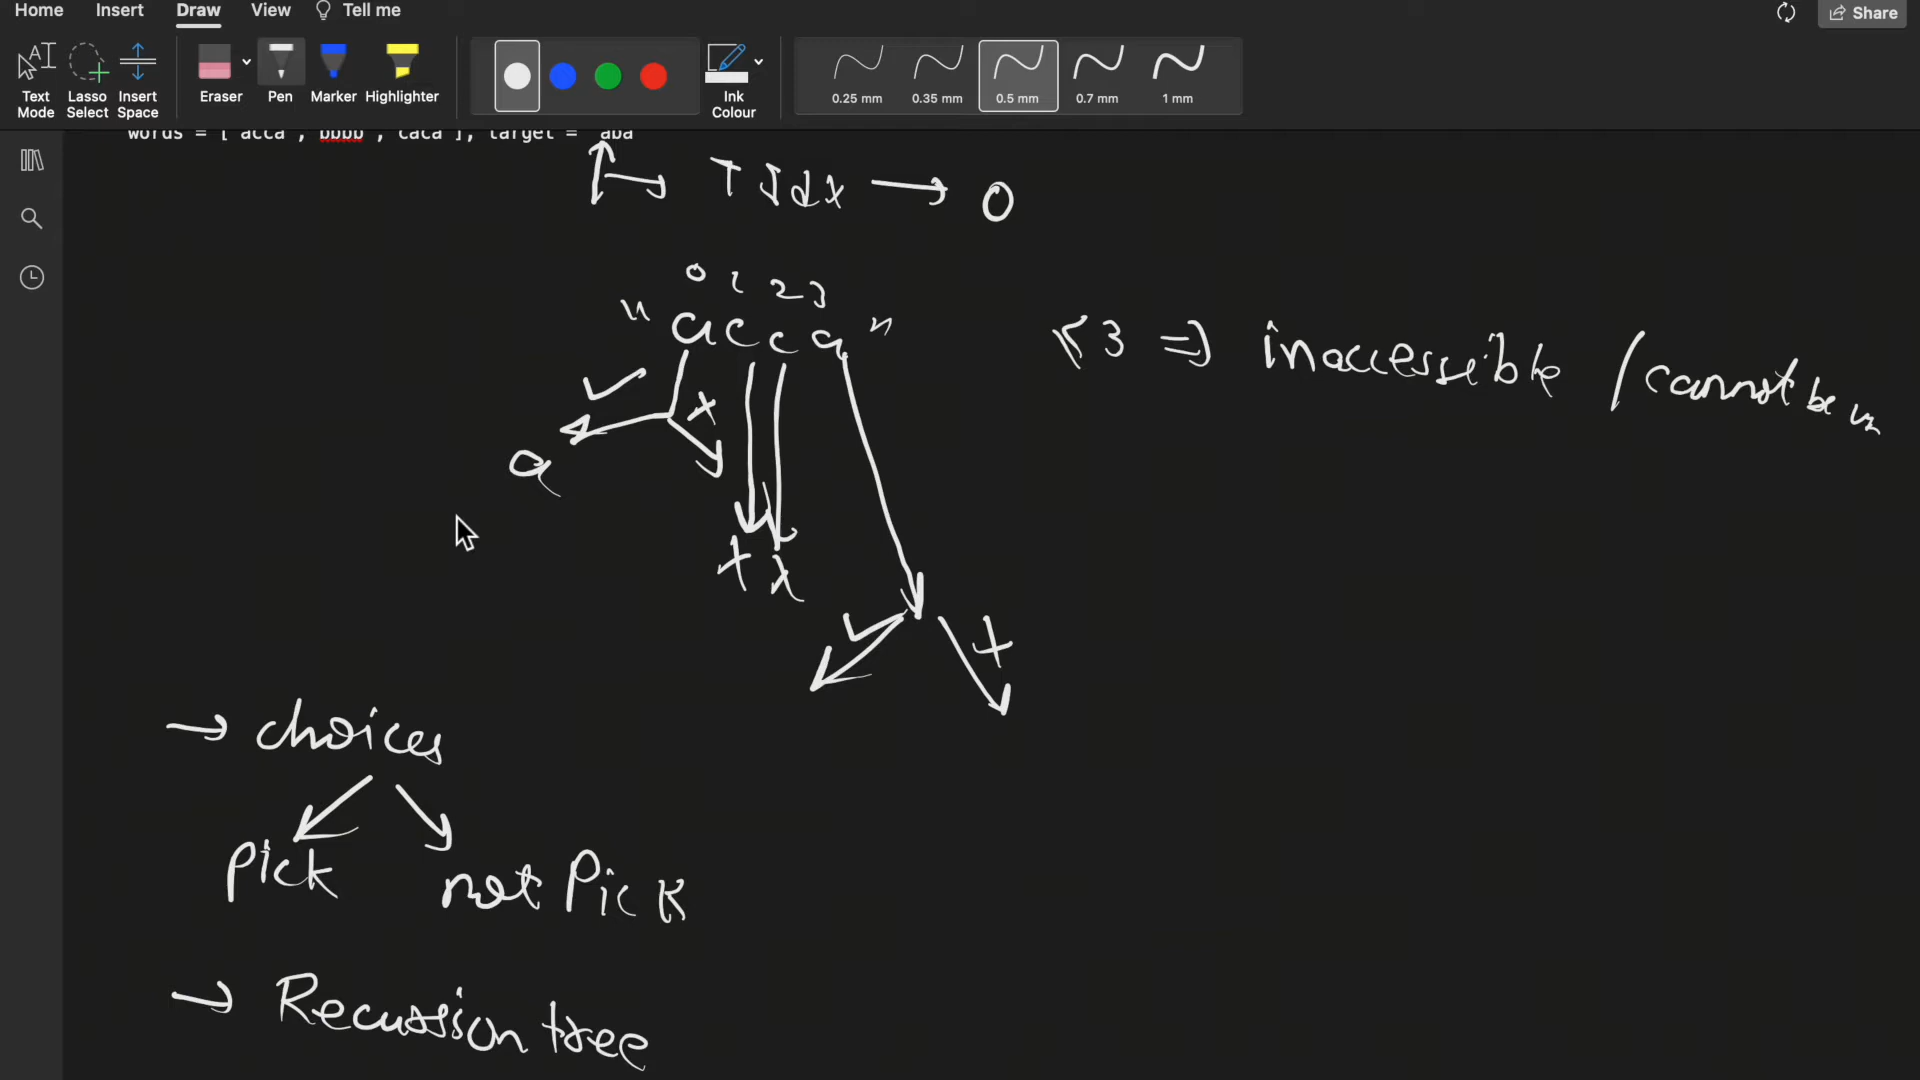 Home Insert Draw View Tell me Share
Text Mode Lasso Select Insert Space Eraser Pen Marker Highlighter Ink Colour 0.25 mm 0.35 mm 0.5 mm 0.7 mm 1 mm
words = ["acca", "bbbb", "caca"], target = "aba"
TIdx → 0
0 1 2 3
"acca"
≤3 => inaccessible / cannot be
✓ x
a
x x
✓ x
→ choices
Pick not Pick
→ Recussion tree